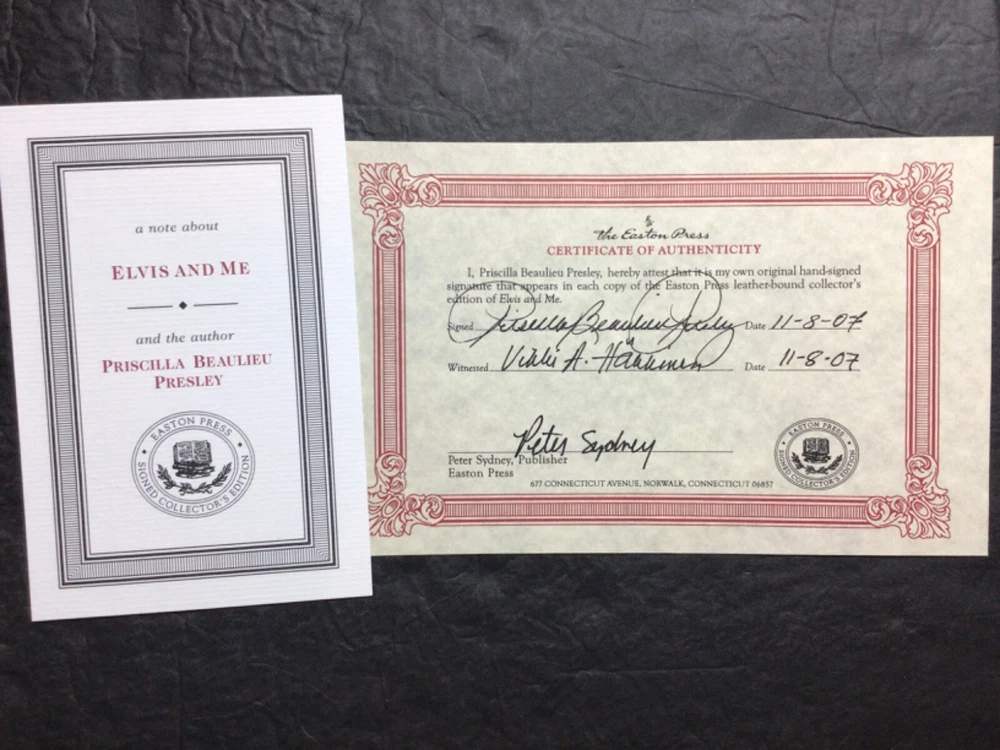 a note about
ELVIS AND ME
and the author
PRISCILLA BEAULIEU
PRESLEY
EASTON PRESS
SIGNED COLLECTOR'S EDITION
The Easton Press
CERTIFICATE OF AUTHENTICITY
I, Priscilla Beaulieu Presley, hereby attest that it is my own original hand-signed
signature that appears in each copy of the Easton Press leather-bound collector's
edition of Elvis and Me.
Signed Priscilla Beaulieu Presley Date 11-8-07
Witnessed A. Date 11-8-07
Peter Sydney
Peter Sydney, Publisher
Easton Press
677 CONNECTICUT AVENUE, NORWALK, CONNECTICUT 06857
EASTON PRESS
SIGNED COLLECTOR'S EDITION